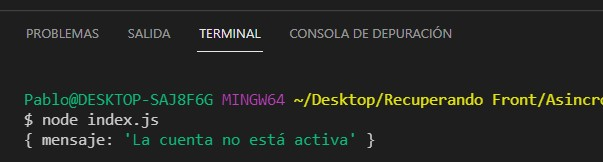 PROBLEMAS SALIDA TERMINAL CONSOLA DE DEPURACIÓN
Pablo@DESKTOP-SAJ8F6G MINGW64 ~/Desktop/Recuperando Front/Asincro
$ node index.js
{ mensaje: 'La cuenta no está activa' }